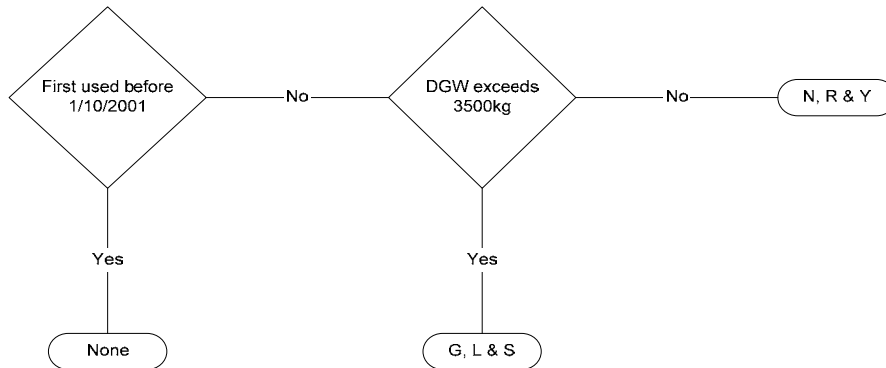 First used before
1/10/2001
No
DGW exceeds
3500kg
No
N, R & Y
Yes
Yes
None
G, L & S